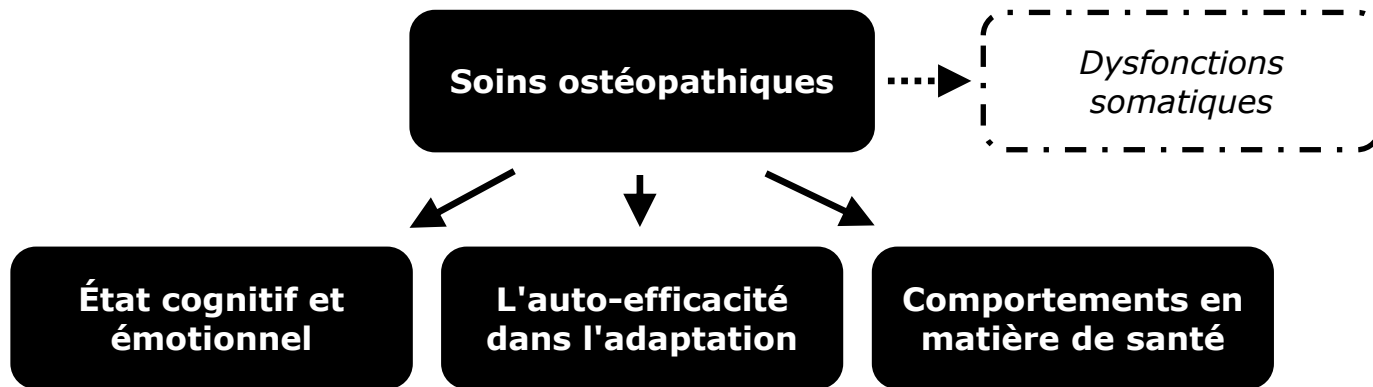 Soins ostéopathiques
Dysfonctions
somatiques
État cognitif et
émotionnel
L'auto-efficacité
dans l'adaptation
Comportements en
matière de santé